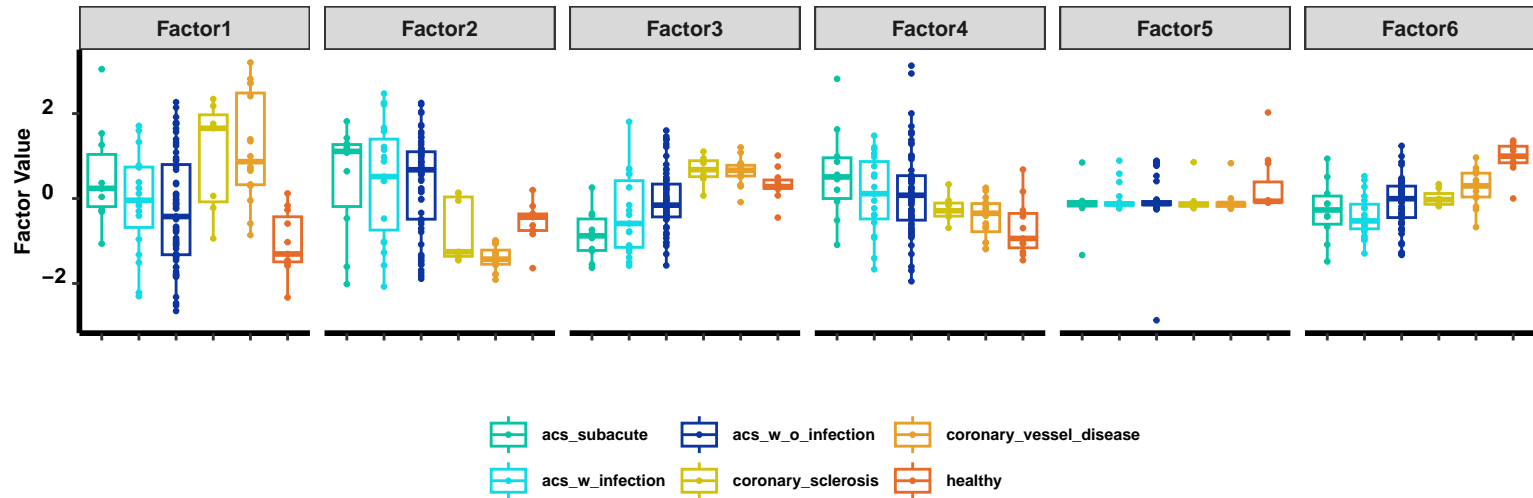 Factor1 Factor2 Factor3 Factor4 Factor5 Factor6
Factor Value
2
0
−2
acs_subacute acs_w_o_infection coronary_vessel_disease
acs_w_infection coronary_sclerosis healthy